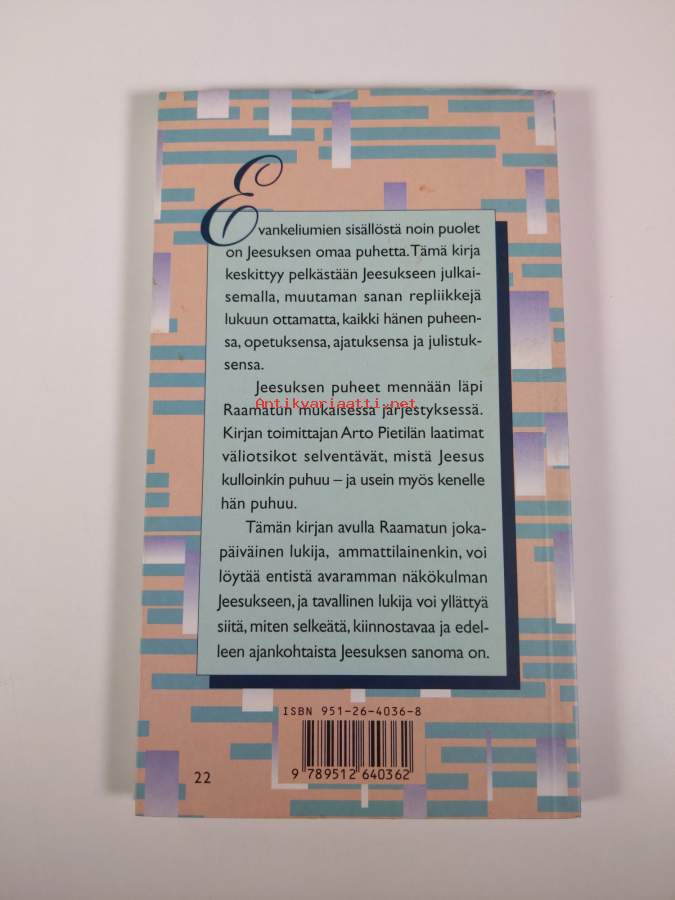 Evankeliumien sisällöstä noin puolet
on Jeesuksen omaa puhetta. Tämä kirja
keskittyy pelkästään Jeesukseen julkai-
semalla, muutaman sanan repliikkejä
lukuun ottamatta, kaikki hänen puheen-
sa, opetuksensa, ajatuksensa ja julistuk-
sensa.
Jeesuksen puheet mennään läpi
Antikvariaatti.net
Raamatun mukaisessa järjestyksessä.
Kirjan toimittajan Arto Pietilän laatimat
väliotsikot selventävät, mistä Jeesus
kulloinkin puhuu – ja usein myös kenelle
hän puhuu.
Tämän kirjan avulla Raamatun joka-
päiväinen lukija, ammattilainenkin, voi
löytää entistä avaramman näkökulman
Jeesukseen, ja tavallinen lukija voi yllättyä
siitä, miten selkeätä, kiinnostavaa ja edel-
leen ajankohtaista Jeesuksen sanoma on.
ISBN 951-26-4036-8
9 789512 640362
22